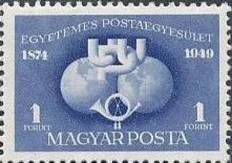 EGYETEMES POSTAEGYESÜLET
1874 1949
UPU
1 FORINT 1 FORINT
MAGYAR POSTA